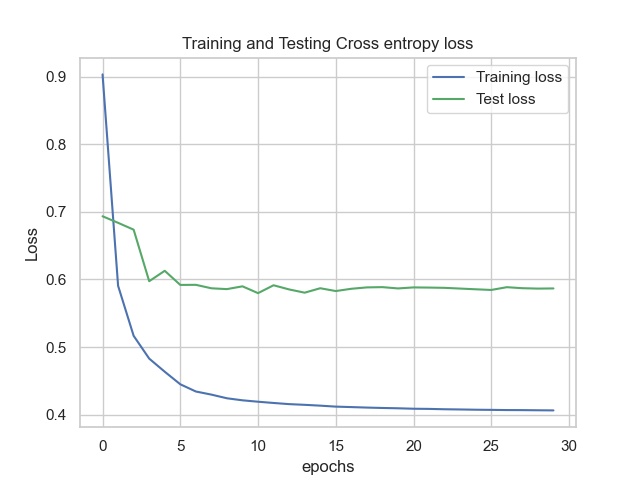 Training and Testing Cross entropy loss
Training loss
Test loss
0.9
0.8
0.7
0.6
0.5
0.4
Loss
0 5 10 15 20 25 30
epochs